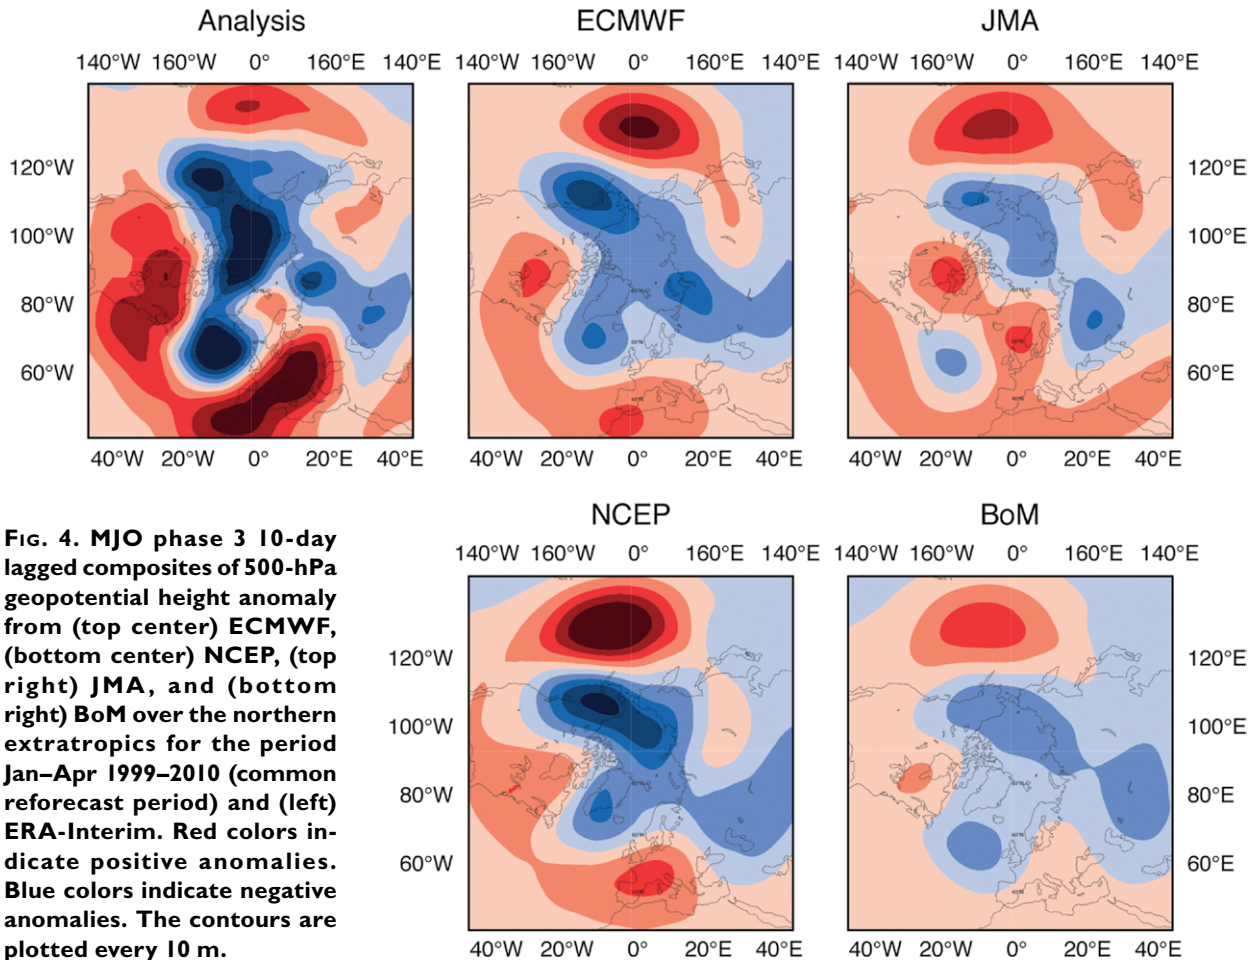 Analysis
ECMWF
JMA
140°W 160°W 0° 160°E 140°E
140°W 160°W 0° 160°E 140°E
140°W 160°W 0° 160°E 140°E
120°W
100°W
80°W
60°W
120°E
100°E
80°E
60°E
40°W 20°W 0° 20°E 40°E
40°W 20°W 0° 20°E 40°E
40°W 20°W 0° 20°E 40°E
FIG. 4. MJO phase 3 10-day
lagged composites of 500-hPa
geopotential height anomaly
from (top center) ECMWF,
(bottom center) NCEP, (top
right) JMA, and (bottom
right) BoM over the northern
extratropics for the period
Jan–Apr 1999–2010 (common
reforecast period) and (left)
ERA-Interim. Red colors in-
dicate positive anomalies.
Blue colors indicate negative
anomalies. The contours are
plotted every 10 m.
NCEP
BoM
140°W 160°W 0° 160°E 140°E
140°W 160°W 0° 160°E 140°E
120°W
100°W
80°W
60°W
120°E
100°E
80°E
60°E
40°W 20°W 0° 20°E 40°E
40°W 20°W 0° 20°E 40°E